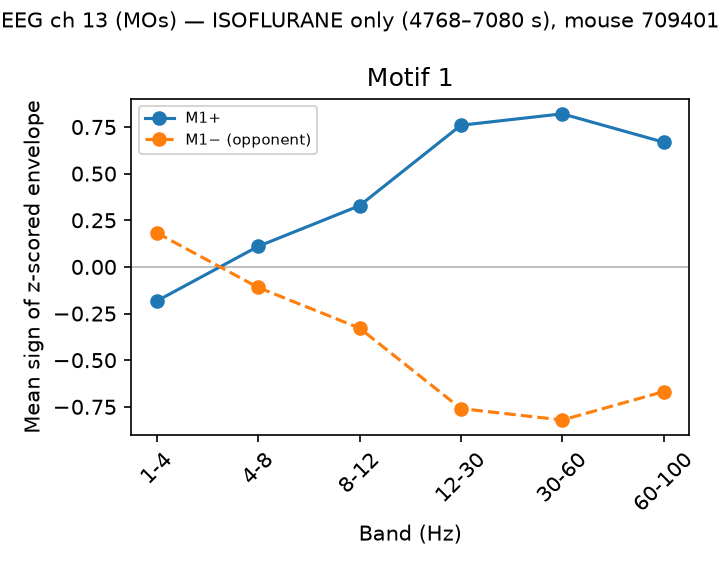 EEG ch 13 (MOs) — ISOFLURANE only (4768–7080 s), mouse 709401
Motif 1
M1+
M1− (opponent)
Mean sign of z-scored envelope
0.75
0.50
0.25
0.00
−0.25
−0.50
−0.75
1-4
4-8
8-12
12-30
30-60
60-100
Band (Hz)